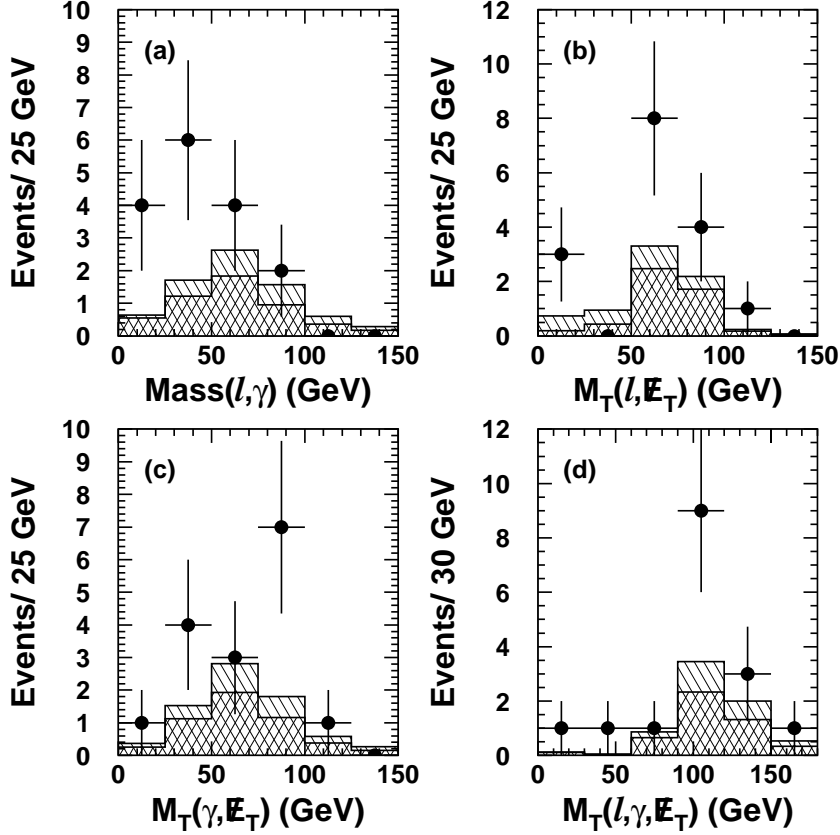 (a)
Events/ 25 GeV
10
9
8
7
6
5
4
3
2
1
0
0 50 100 150
Mass(l,γ) (GeV)
(b)
Events/ 25 GeV
12
10
8
6
4
2
0
0 50 100 150
M_T(l,E̸_T) (GeV)
(c)
Events/ 25 GeV
10
9
8
7
6
5
4
3
2
1
0
0 50 100 150
M_T(γ,E̸_T) (GeV)
(d)
Events/ 30 GeV
12
10
8
6
4
2
0
0 50 100 150
M_T(l,γ,E̸_T) (GeV)